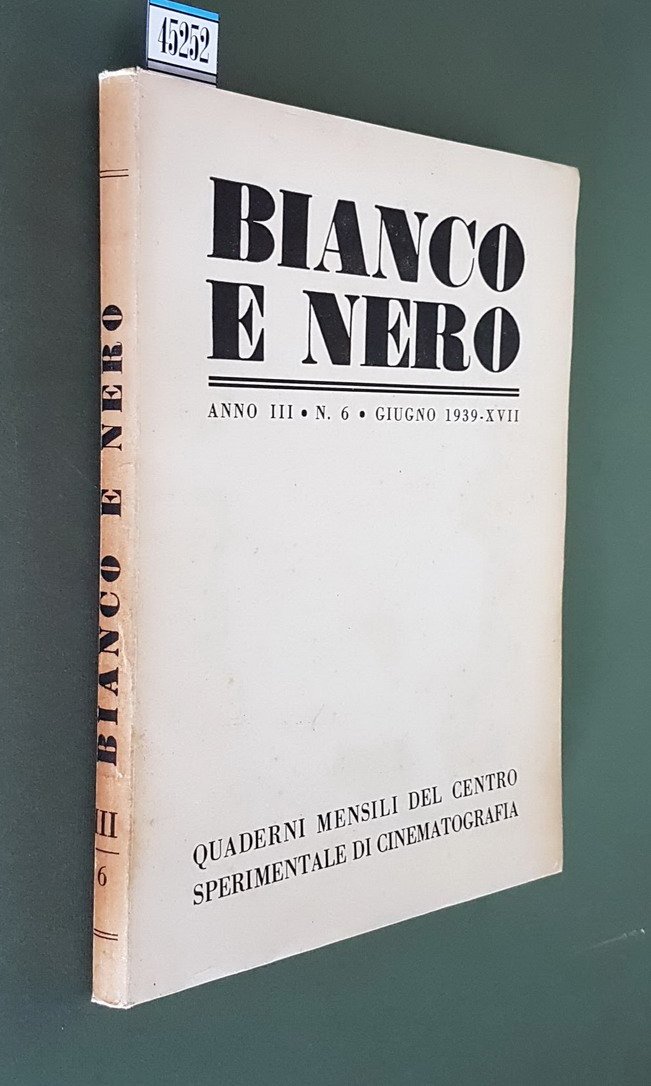 45252
BIANCO
E NERO
ANNO III • N. 6 • GIUGNO 1939-XVII
QUADERNI MENSILI DEL CENTRO
SPERIMENTALE DI CINEMATOGRAFIA
BIANCO E NERO
III
6